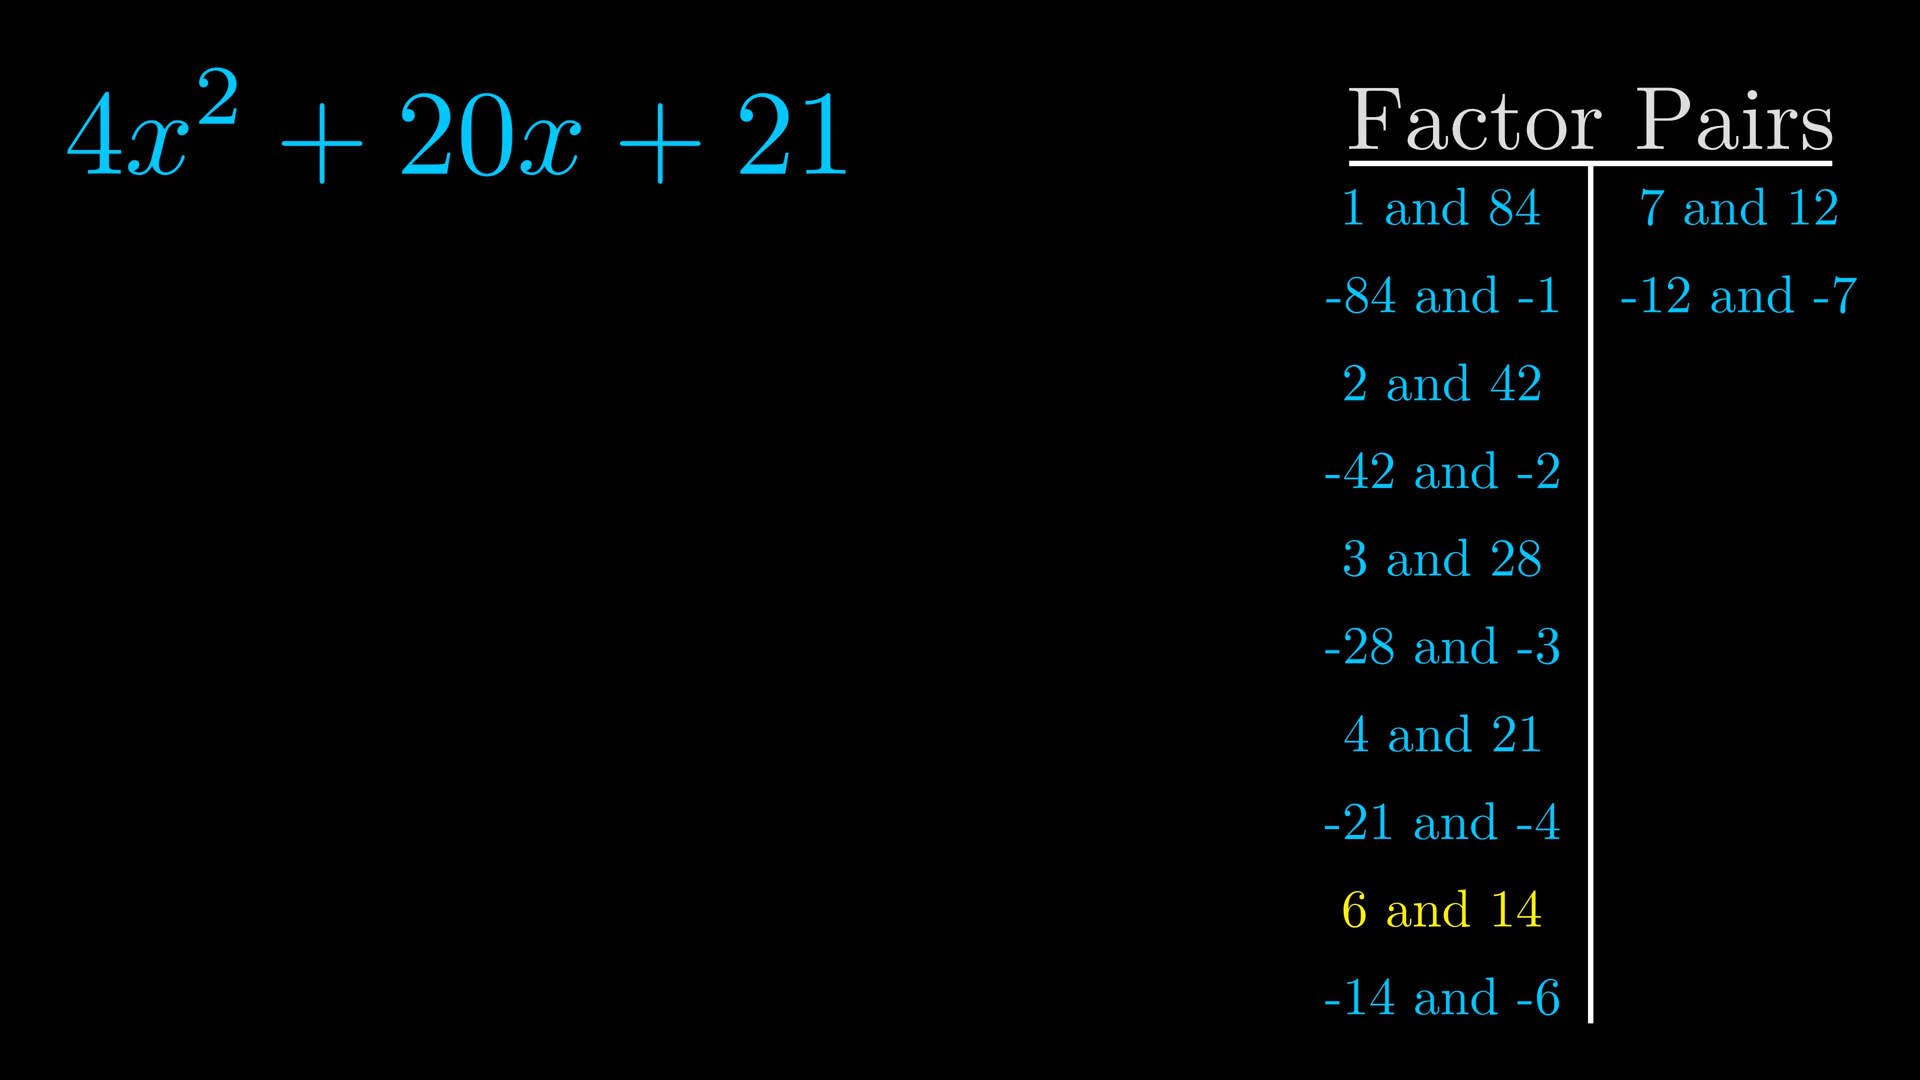 4x² + 20x + 21
Factor Pairs
1 and 84
-84 and -1
2 and 42
-42 and -2
3 and 28
-28 and -3
4 and 21
-21 and -4
6 and 14
-14 and -6
7 and 12
-12 and -7